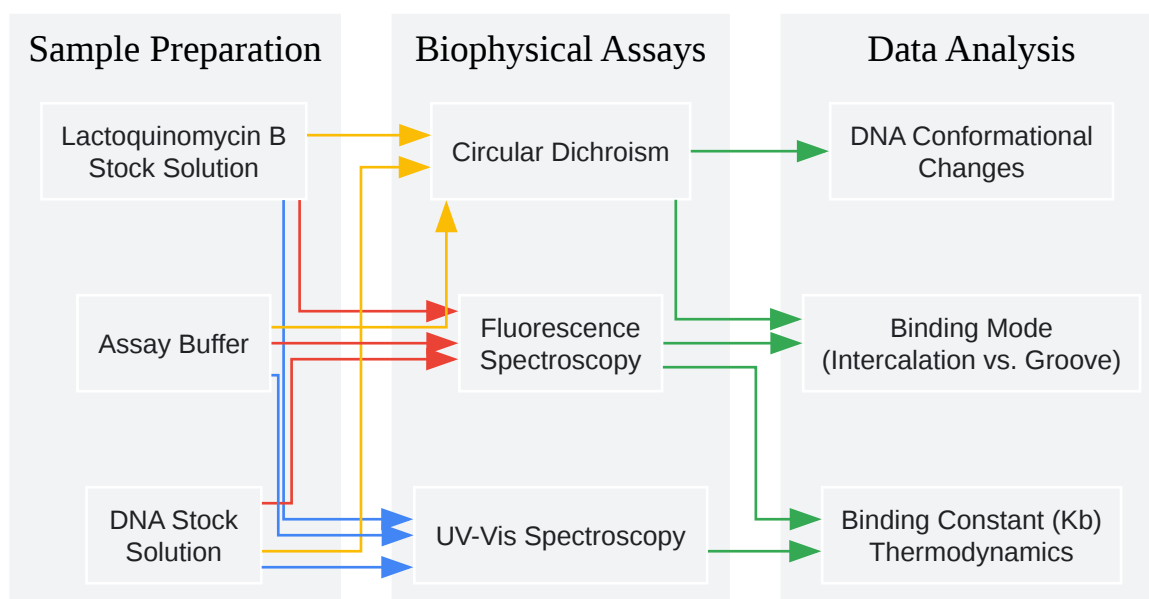 Sample Preparation
Lactoquinomycin B
Stock Solution
Assay Buffer
DNA Stock
Solution
Biophysical Assays
Circular Dichroism
Fluorescence
Spectroscopy
UV-Vis Spectroscopy
Data Analysis
DNA Conformational
Changes
Binding Mode
(Intercalation vs. Groove)
Binding Constant (Kb)
Thermodynamics